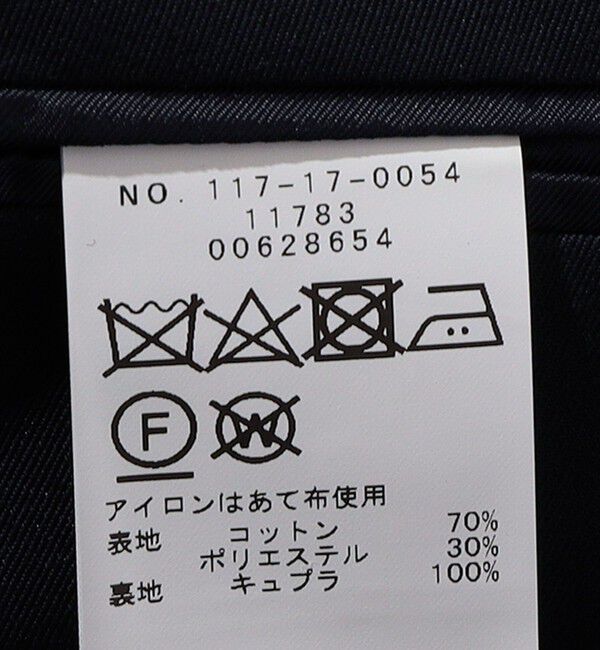 NO. 117-17-0054
11783
00628654
F W
アイロンはあて布使用
表地 コットン 70%
ポリエステル 30%
裏地 キュプラ 100%